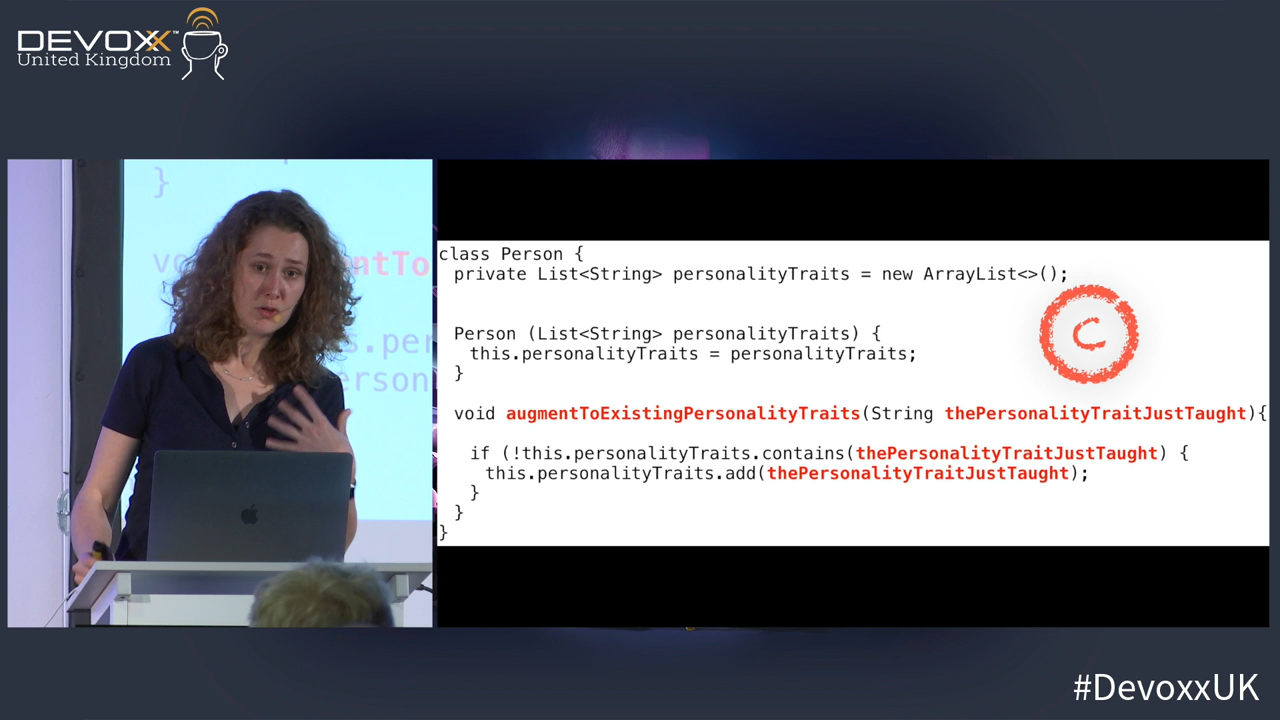 DEVOXX™
United Kingdom
}
class Person {
private List<String> personalityTraits = new ArrayList<>();
Person (List<String> personalityTraits) {
this.personalityTraits = personalityTraits;
}
void augmentToExistingPersonalityTraits(String thePersonalityTraitJustTaught){
if (!this.personalityTraits.contains(thePersonalityTraitJustTaught) {
this.personalityTraits.add(thePersonalityTraitJustTaught);
}
}
}
C
#DevoxxUK